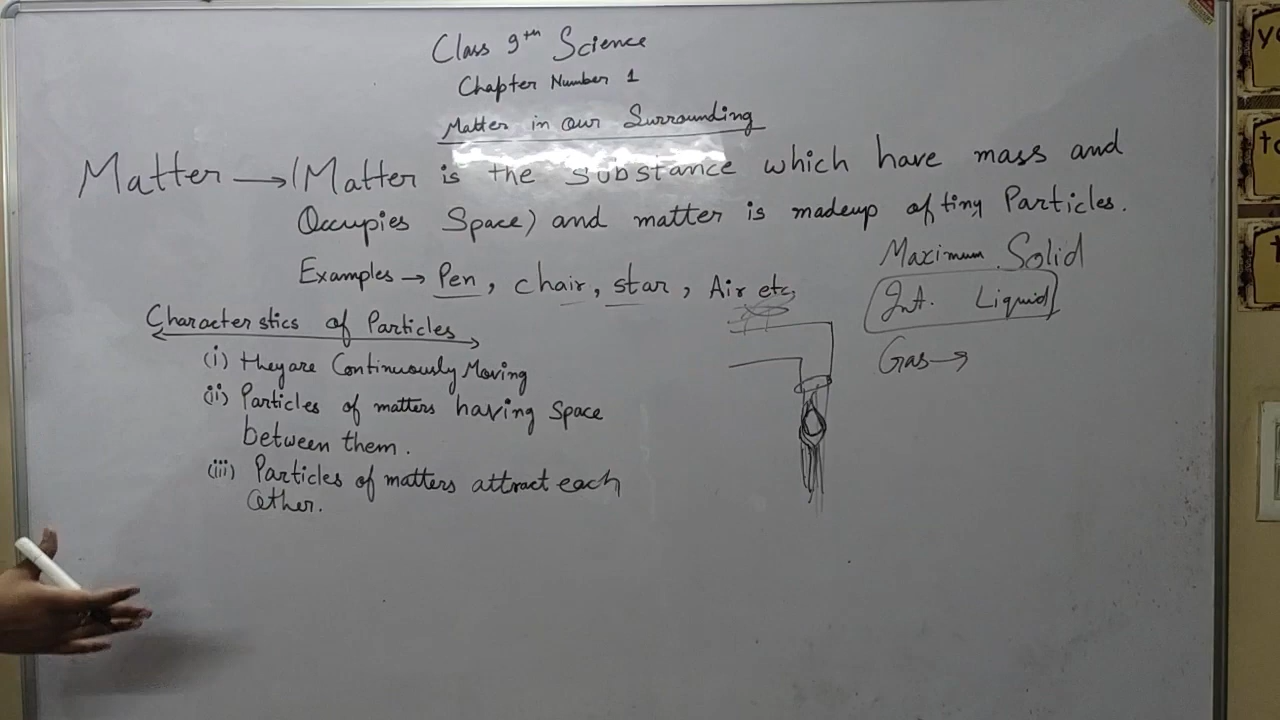 Class 9th Science
Chapter Number 1
Matter in our Surrounding
Matter → (Matter is the substance which have mass and
Occupies Space) and matter is madeup of tiny Particles.
Examples → Pen, chair, star, Air etc,
Maximum Solid
Int. Liquid
Gas →
Characterstics of Particles
(i) they are Continuously Moving
(ii) Particles of matters having Space
between them.
(iii) Particles of matters attract each
Other.